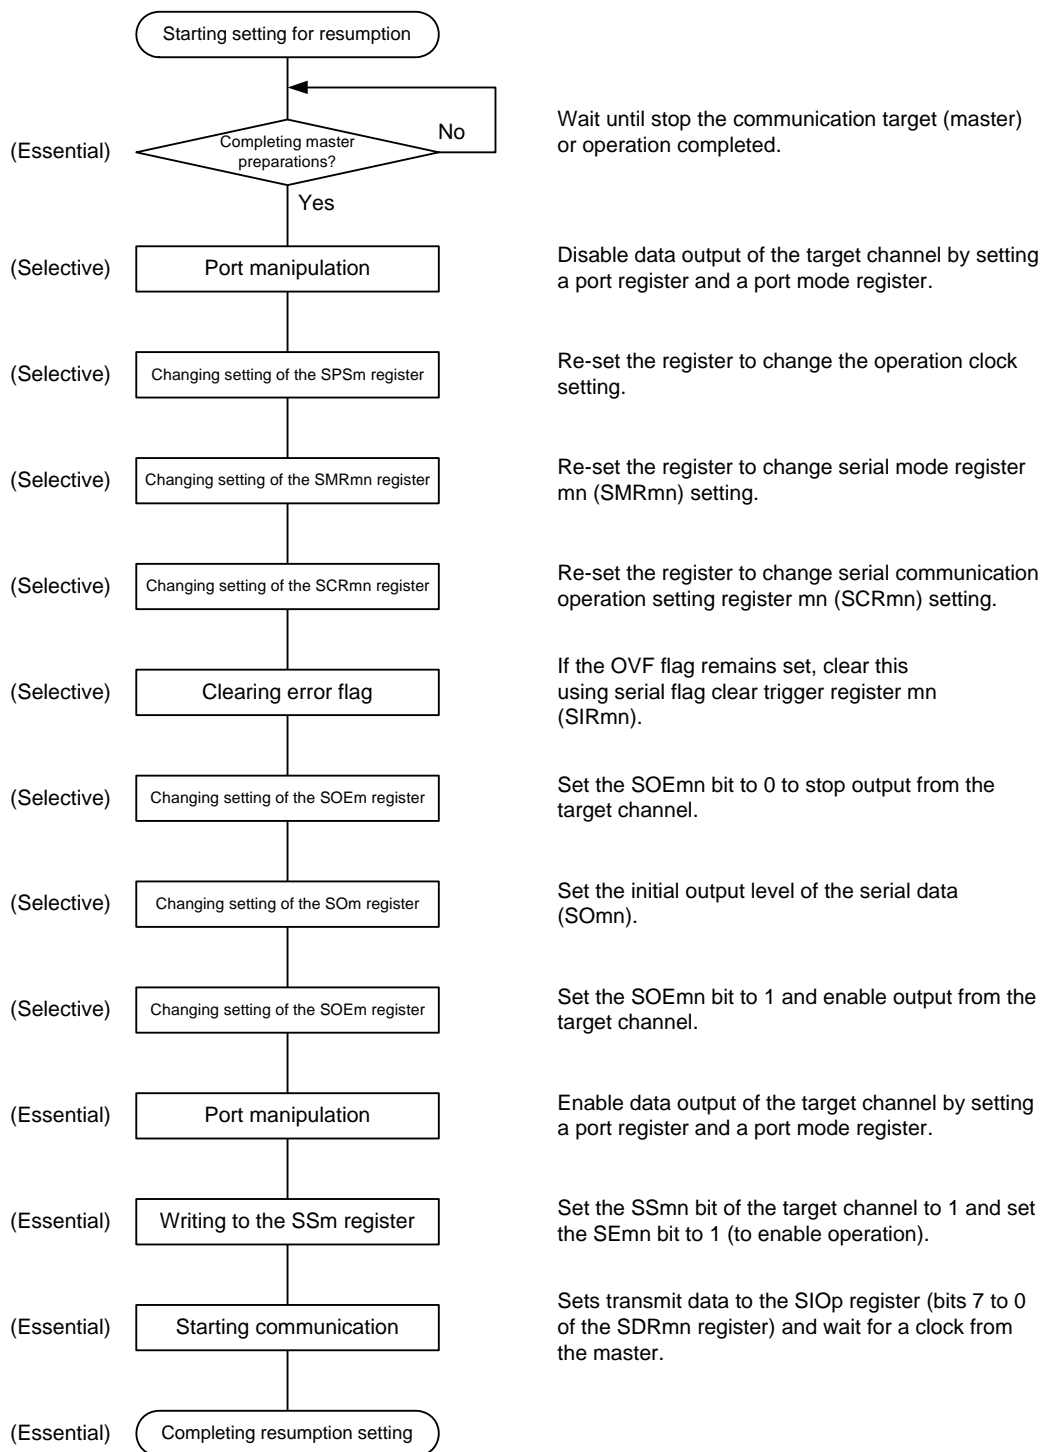 Starting setting for resumption
(Essential)
Completing master
preparations?
No
Wait until stop the communication target (master)
or operation completed.
Yes
(Selective)
Port manipulation
Disable data output of the target channel by setting
a port register and a port mode register.
(Selective)
Changing setting of the SPSm register
Re-set the register to change the operation clock
setting.
(Selective)
Changing setting of the SMRmn register
Re-set the register to change serial mode register
mn (SMRmn) setting.
(Selective)
Changing setting of the SCRmn register
Re-set the register to change serial communication
operation setting register mn (SCRmn) setting.
(Selective)
Clearing error flag
If the OVF flag remains set, clear this
using serial flag clear trigger register mn
(SIRmn).
(Selective)
Changing setting of the SOEm register
Set the SOEmn bit to 0 to stop output from the
target channel.
(Selective)
Changing setting of the SOm register
Set the initial output level of the serial data
(SOmn).
(Selective)
Changing setting of the SOEm register
Set the SOEmn bit to 1 and enable output from the
target channel.
(Essential)
Port manipulation
Enable data output of the target channel by setting
a port register and a port mode register.
(Essential)
Writing to the SSm register
Set the SSmn bit of the target channel to 1 and set
the SEmn bit to 1 (to enable operation).
(Essential)
Starting communication
Sets transmit data to the SIOp register (bits 7 to 0
of the SDRmn register) and wait for a clock from
the master.
(Essential)
Completing resumption setting